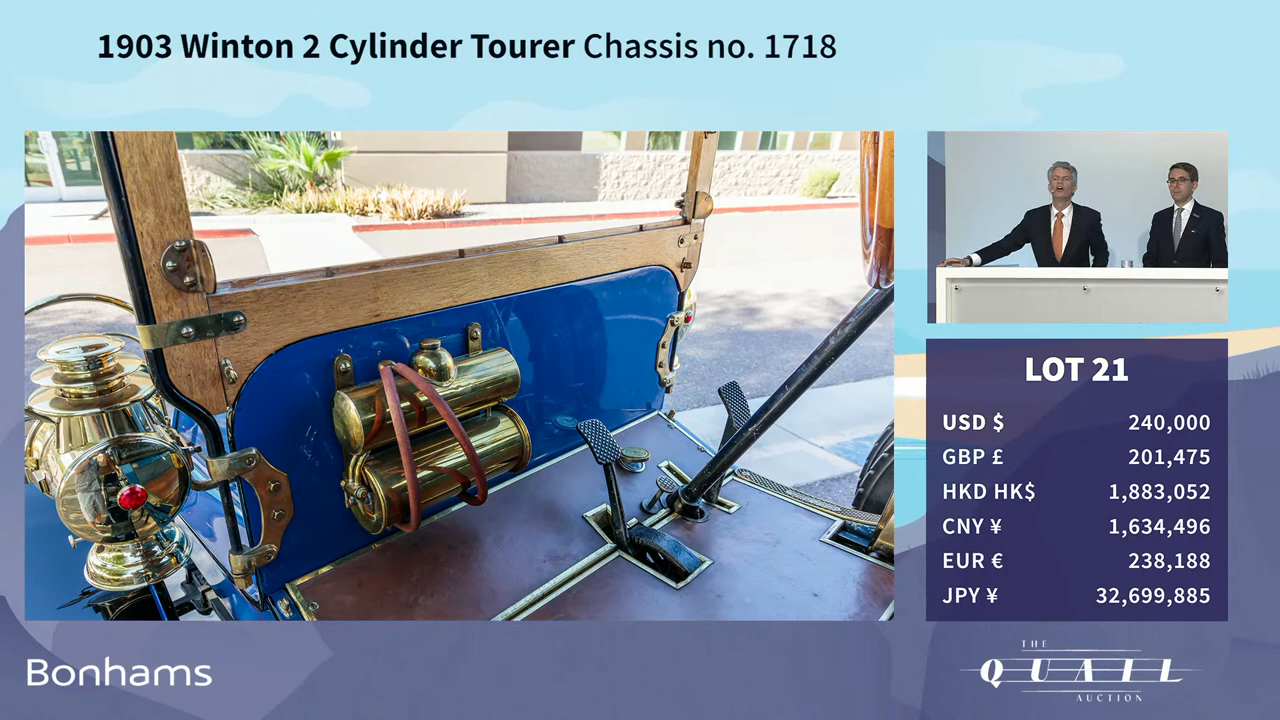 1903 Winton 2 Cylinder Tourer Chassis no. 1718
LOT 21
USD $ 240,000
GBP £ 201,475
HKD HK$ 1,883,052
CNY ¥ 1,634,496
EUR € 238,188
JPY ¥ 32,699,885
Bonhams
THE
QUAIL
AUCTION